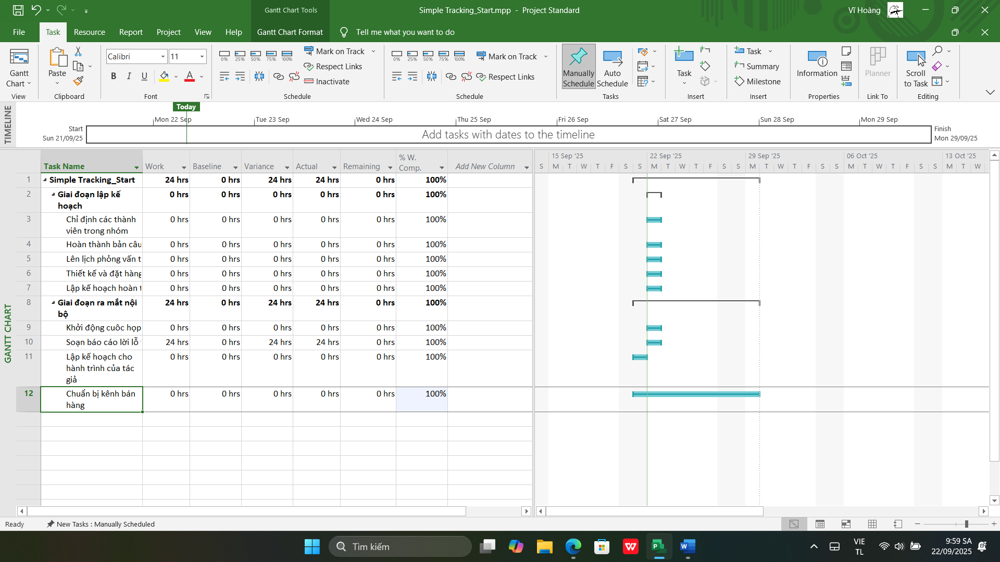 Gantt Chart Tools
Simple Tracking_Start.mpp - Project Standard
Vĩ Hoàng
File Task Resource Report Project View Help Gantt Chart Format Tell me what you want to do
Gantt Chart
View
Paste
Clipboard
Calibri 11
B I U A
Font
0% 25% 50% 75% 100%
Mark on Track
Respect Links
Inactivate
Schedule
0% 25% 50% 75% 100%
Mark on Track
Respect Links
Schedule
Manually Schedule
Auto Schedule
Tasks
Task
Insert
Task
Summary
Milestone
Insert
Information
Properties
Planner
Link To
Scroll to Task
Editing
TIMELINE
Today
Mon 22 Sep Tue 23 Sep Wed 24 Sep Thu 25 Sep Fri 26 Sep Sat 27 Sep Sun 28 Sep Mon 29 Sep
Start
Sun 21/09/25
Add tasks with dates to the timeline
Finish
Mon 29/09/25
GANTT CHART
Task Name Work Baseline Variance Actual Remaining % W. Comp. Add New Column
15 Sep '25 22 Sep '25 29 Sep '25 06 Oct '25 13 Oct '25
S M T W T F S S M T W T F S S M T W T F S S M T W T F S S M T W
1 Simple Tracking_Start 24 hrs 0 hrs 24 hrs 24 hrs 0 hrs 100%
2 Giai đoạn lập kế hoạch 0 hrs 0 hrs 0 hrs 0 hrs 0 hrs 100%
3 Chỉ định các thành viên trong nhóm 0 hrs 0 hrs 0 hrs 0 hrs 0 hrs 100%
4 Hoàn thành bản câu 0 hrs 0 hrs 0 hrs 0 hrs 0 hrs 100%
5 Lên lịch phỏng vấn t 0 hrs 0 hrs 0 hrs 0 hrs 0 hrs 100%
6 Thiết kế và đặt hàng 0 hrs 0 hrs 0 hrs 0 hrs 0 hrs 100%
7 Lập kế hoạch hoàn t 0 hrs 0 hrs 0 hrs 0 hrs 0 hrs 100%
8 Giai đoạn ra mắt nội bộ 24 hrs 0 hrs 24 hrs 24 hrs 0 hrs 100%
9 Khởi động cuôc họp 0 hrs 0 hrs 0 hrs 0 hrs 0 hrs 100%
10 Soạn báo cáo lời lỗ 24 hrs 0 hrs 24 hrs 24 hrs 0 hrs 100%
11 Lập kế hoạch cho hành trình của tác giả 0 hrs 0 hrs 0 hrs 0 hrs 0 hrs 100%
12 Chuẩn bị kênh bán hàng 0 hrs 0 hrs 0 hrs 0 hrs 0 hrs 100%
Ready New Tasks : Manually Scheduled
Tìm kiếm
VIE
TL
9:59 SA
22/09/2025